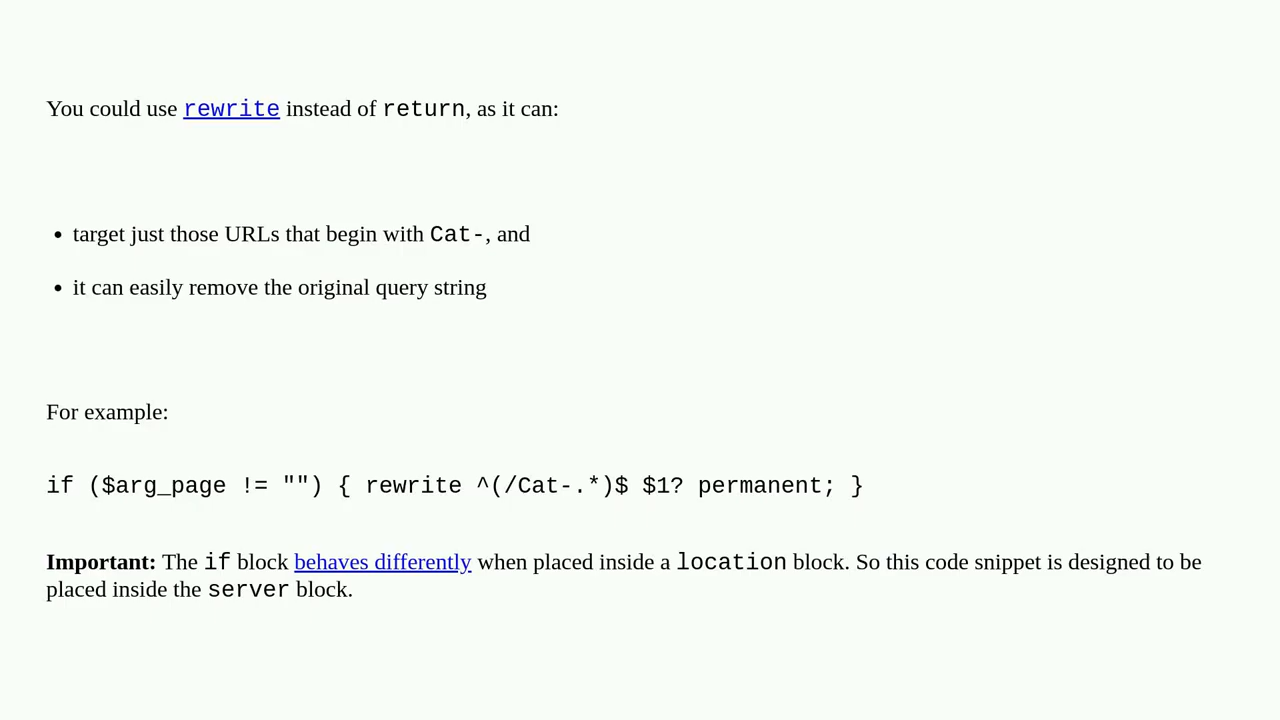 You could use rewrite instead of return, as it can:
• target just those URLs that begin with Cat-, and
• it can easily remove the original query string
For example:
if ($arg_page != "") { rewrite ^(/Cat-.*)$ $1? permanent; }
Important: The if block behaves differently when placed inside a location block. So this code snippet is designed to be
placed inside the server block.